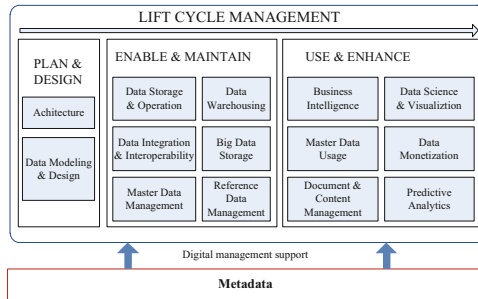 LIFT CYCLE MANAGEMENT
PLAN &
DESIGN
Achitecture
Data Modeling
& Design
ENABLE & MAINTAIN
Data Storage
& Operation
Data
Warehousing
Data Integration
& Interoperability
Big Data
Storage
Master Data
Management
Reference
Data
Management
USE & ENHANCE
Business
Intelligence
Data Science
& Visualiztion
Master Data
Usage
Data
Monetization
Document &
Content
Management
Predictive
Analytics
Digital management support
Metadata